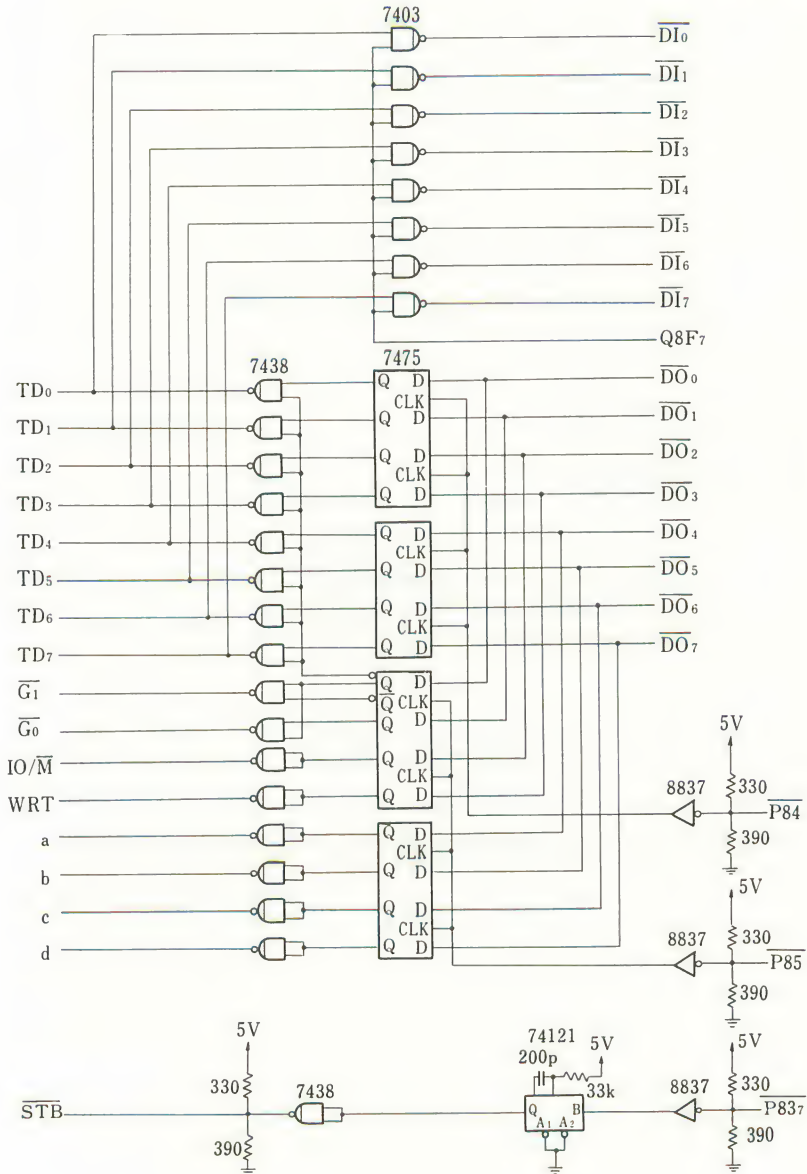 7403
DI0
DI1
DI2
DI3
DI4
DI5
DI6
DI7
Q8F7
7438
7475
TD0
TD1
TD2
TD3
TD4
TD5
TD6
TD7
G1
G0
IO/M
WRT
a
b
c
d
Q D
CLK
Q D
Q D
CLK
Q D
Q D
CLK
Q D
Q D
CLK
Q D
Q D
Q CLK
Q D
Q D
CLK
Q D
Q D
CLK
Q D
Q D
CLK
Q D
DO0
DO1
DO2
DO3
DO4
DO5
DO6
DO7
5V
330
8837
P84
390
5V
330
8837
P85
390
5V
330
7438
STB
390
74121
200p
5V
33k
Q B
A1 A2
5V
8837
330
P837
390